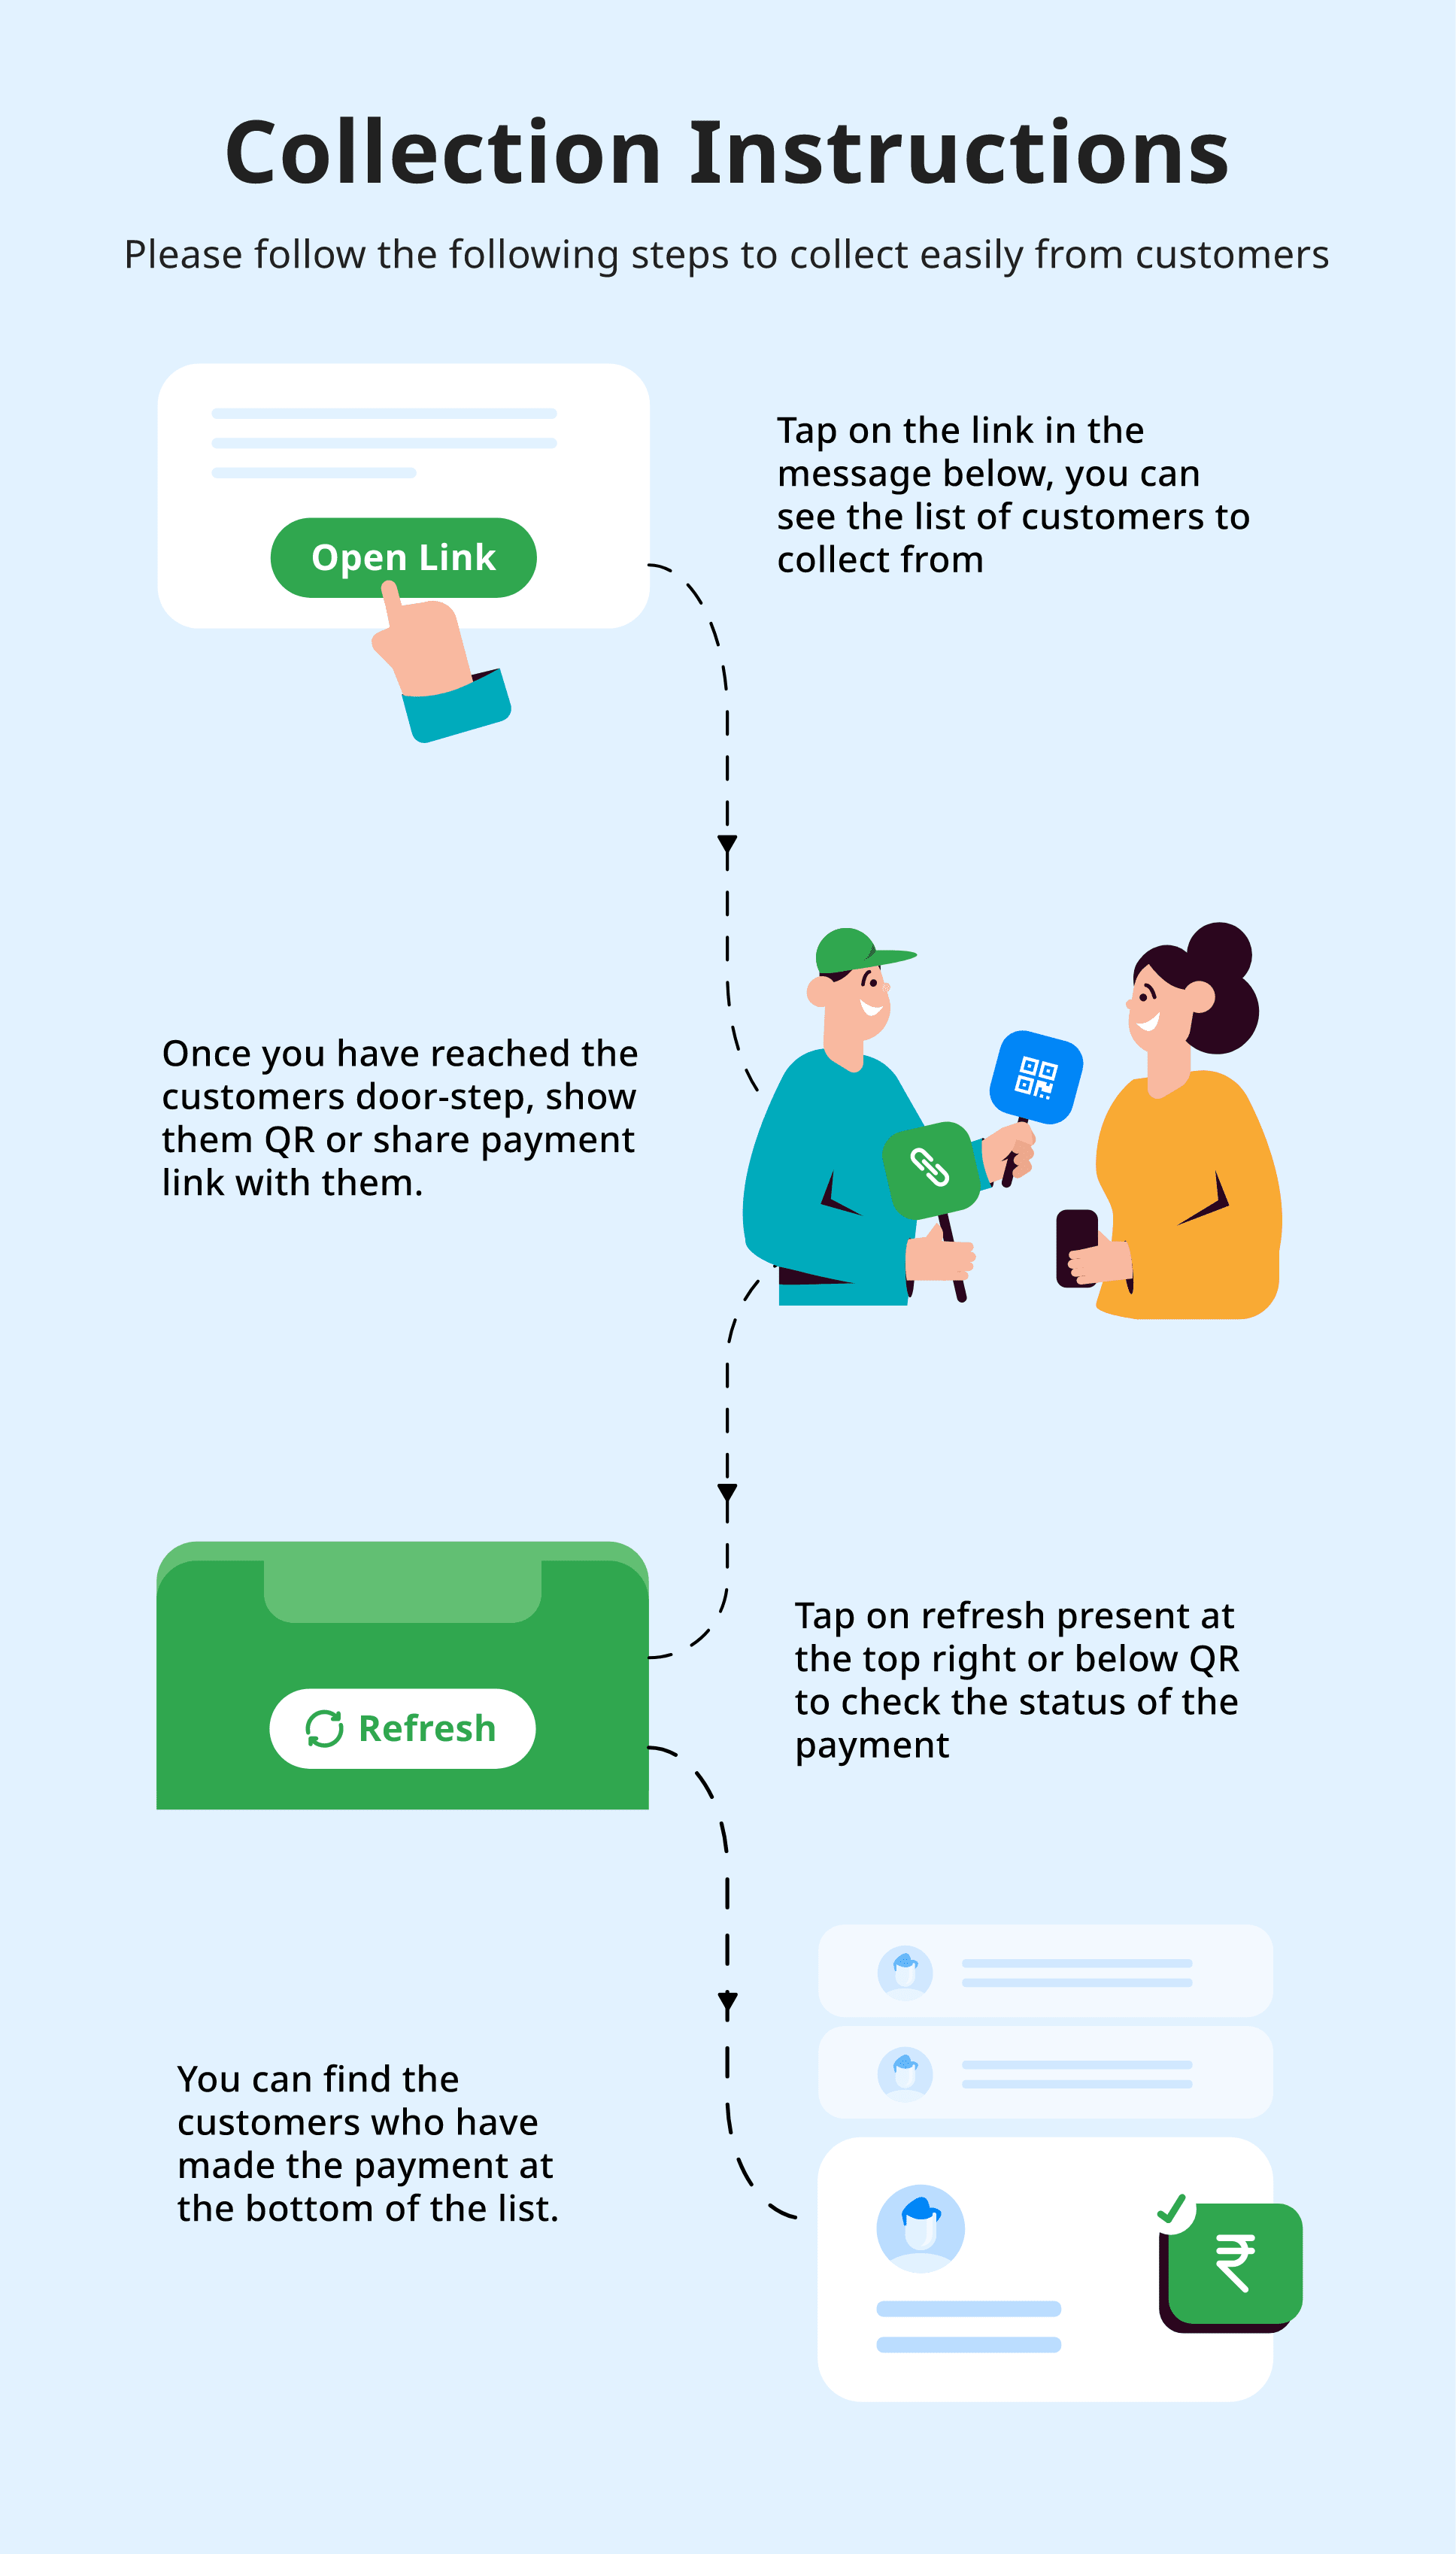 Collection Instructions
Please follow the following steps to collect easily from customers
Open Link
Tap on the link in the
message below, you can
see the list of customers to
collect from
Once you have reached the
customers door-step, show
them QR or share payment
link with them.
Refresh
Tap on refresh present at
the top right or below QR
to check the status of the
payment
You can find the
customers who have
made the payment at
the bottom of the list.
₹